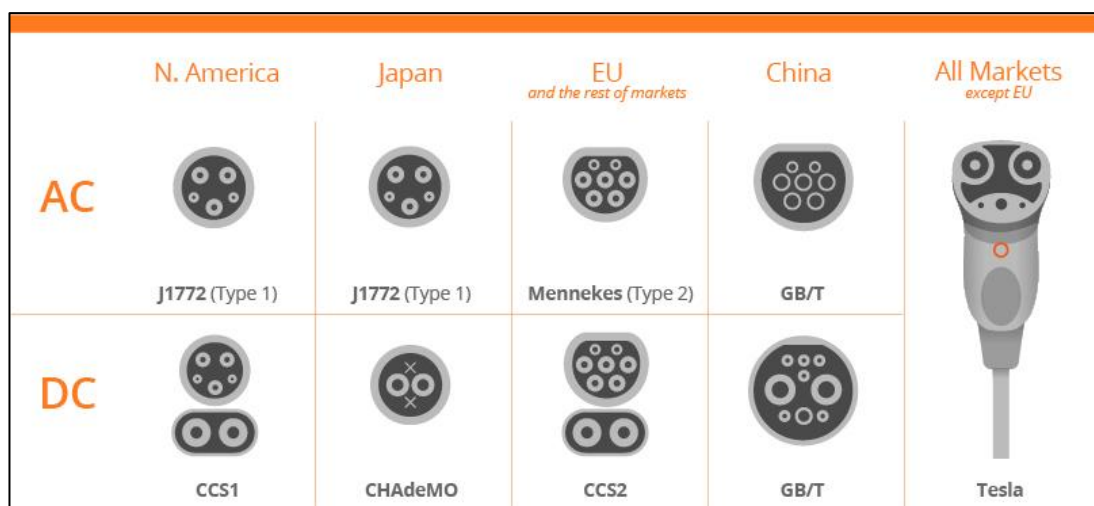 N. America
Japan
EU
and the rest of markets
China
All Markets
except EU
AC
J1772 (Type 1)
J1772 (Type 1)
Mennekes (Type 2)
GB/T
DC
CCS1
CHAdeMO
CCS2
GB/T
Tesla